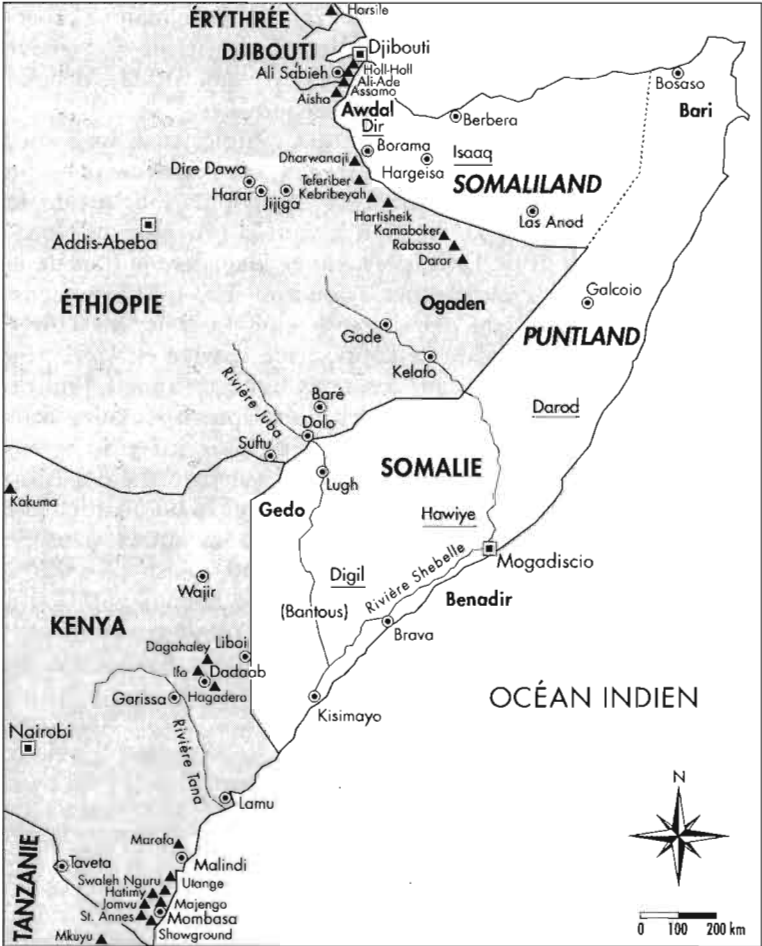 ÉRYTHRÉE
Harsile
DJIBOUTI
Djibouti
Ali Sabieh
Holl-Holl
Ali-Ade
Assamo
Aisha
Awdal
Dir
Bosaso
Bari
Berbera
Borama
Isaaq
Hargeisa
Dharwanaji
SOMALILAND
Dire Dawa
Teferiber
Harar
Jijiga
Kebribeyah
Hartisheik
Las Anod
Addis-Abeba
Kamaboker
Rabasso
Daror
ÉTHIOPIE
Ogaden
Galcaio
Gode
PUNTLAND
Kelafo
Rivière Juba
Baré
Darod
Dolo
Suftu
SOMALIE
Lugh
Kakuma
Gedo
Hawiye
Mogadiscio
Digil
Rivière Shebelle
Wajir
(Bantous)
Benadir
KENYA
Brava
Dagahaley
Liboi
Ifo
Dadaab
Hagadera
Garissa
Kisimayo
OCÉAN INDIEN
Nairobi
Rivière Tana
Lamu
N
Marafa
TANZANIE
Taveta
Malindi
Swaleh Nguru
Utange
Hatimy
Jomvu
Majengo
St. Annes
Mombasa
Showground
Mkuyu
0 100 200 km